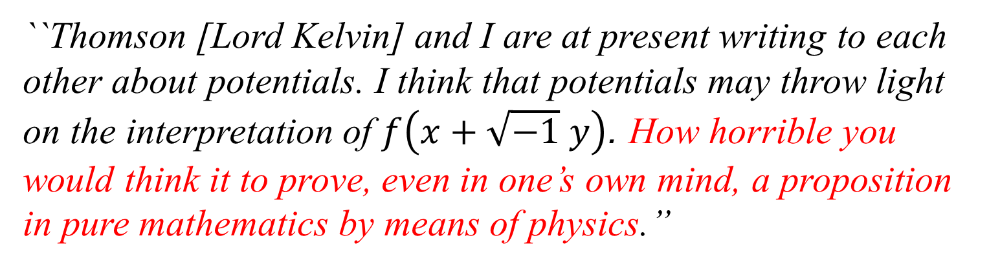 ``Thomson [Lord Kelvin] and I are at present writing to each
other about potentials. I think that potentials may throw light
on the interpretation of f(x + √−1 y). How horrible you
would think it to prove, even in one’s own mind, a proposition
in pure mathematics by means of physics.”